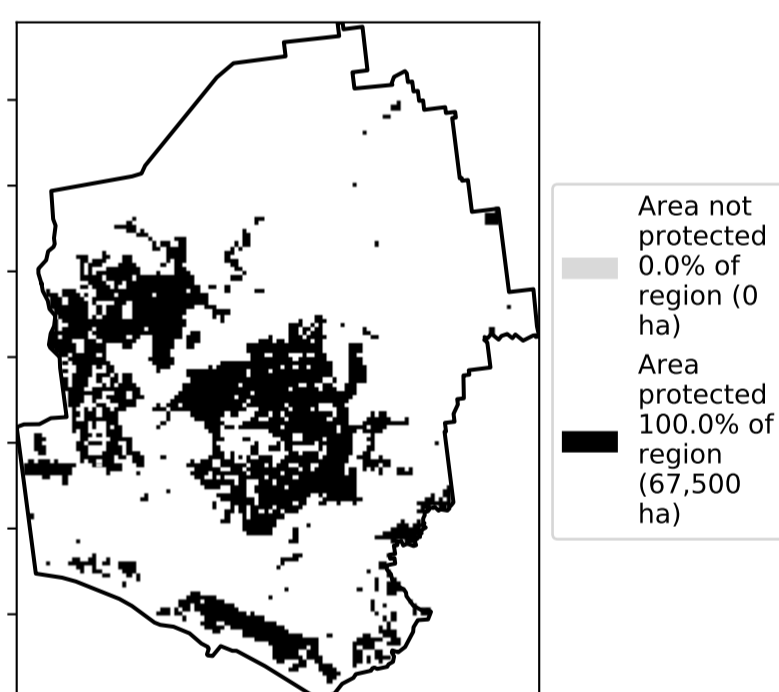 Area not
protected
0.0% of
region (0
ha)
Area
protected
100.0% of
region
(67,500
ha)